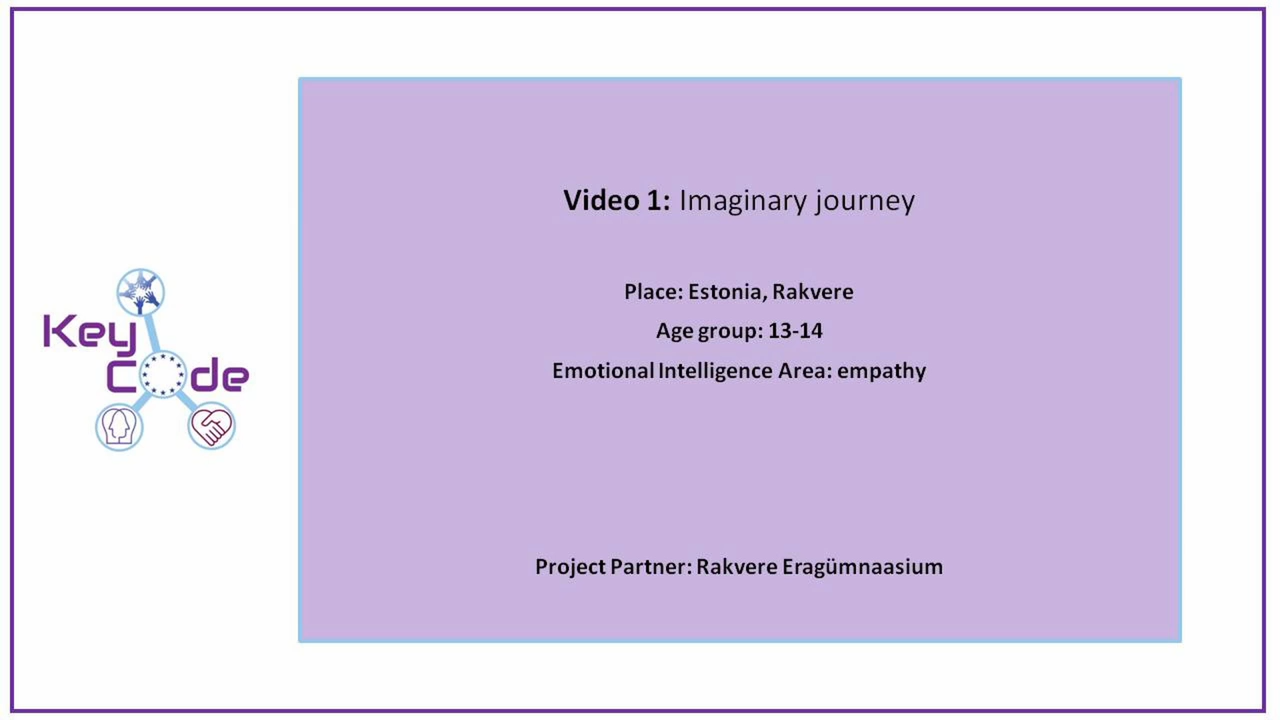 Key
Code
Video 1: Imaginary journey
Place: Estonia, Rakvere
Age group: 13-14
Emotional Intelligence Area: empathy
Project Partner: Rakvere Eragümnaasium